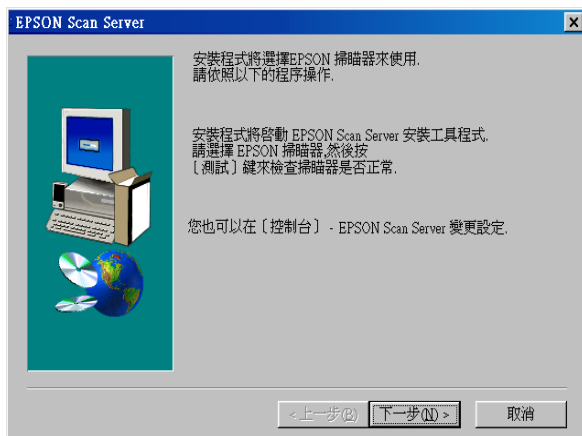 EPSON Scan Server
安裝程式將選擇EPSON 掃瞄器來使用.
請依照以下的程序操作.
安裝程式將啓動 EPSON Scan Server 安裝工具程式.
請選擇 EPSON 掃瞄器,然後按
〔測試〕鍵來檢查掃瞄器是否正常.
您也可以在〔控制台〕 - EPSON Scan Server 變更設定.
<上一步(B)
下一步(N) >
取消